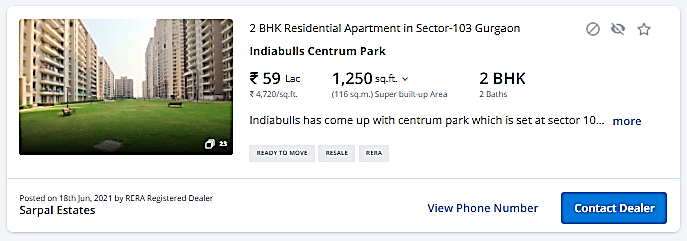 2 BHK Residential Apartment in Sector-103 Gurgaon
Indiabulls Centrum Park
₹ 59 Lac 1,250 sq.ft. 2 BHK
₹ 4,720/sq.ft. (116 sq.m.) Super built-up Area 2 Baths
Indiabulls has come up with centrum park which is set at sector 10... more
23
READY TO MOVE RESALE RERA
Posted on 18th Jun, 2021 by RERA Registered Dealer
Sarpal Estates
View Phone Number Contact Dealer